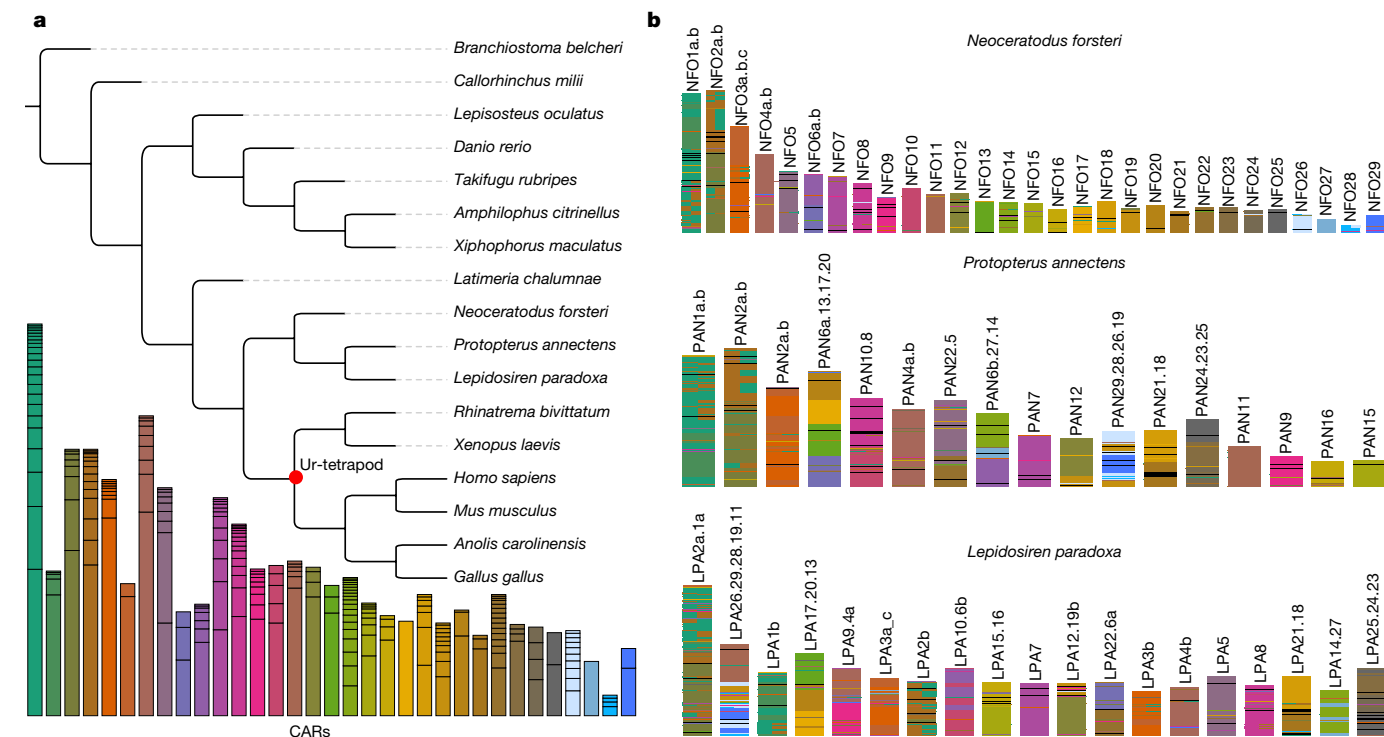 a
Branchiostoma belcheri
Callorhinchus milii
Lepisosteus oculatus
Danio rerio
Takifugu rubripes
Amphilophus citrinellus
Xiphophorus maculatus
Latimeria chalumnae
Neoceratodus forsteri
Protopterus annectens
Lepidosiren paradoxa
Rhinatrema bivittatum
Xenopus laevis
Ur-tetrapod
Homo sapiens
Mus musculus
Anolis carolinensis
Gallus gallus
CARs
b
Neoceratodus forsteri
NFO1a.b
NFO2a.b
NFO3a.b.c
NFO4a.b
NFO5
NFO6a.b
NFO7
NFO8
NFO9
NFO10
NFO11
NFO12
NFO13
NFO14
NFO15
NFO16
NFO17
NFO18
NFO19
NFO20
NFO21
NFO22
NFO23
NFO24
NFO25
NFO26
NFO27
NFO28
NFO29
Protopterus annectens
PAN1a.b
PAN2a.b
PAN2a.b
PAN6a.13.17.20
PAN10.8
PAN4a.b
PAN22.5
PAN6b.27.14
PAN7
PAN12
PAN29.28.26.19
PAN21.18
PAN24.23.25
PAN11
PAN9
PAN16
PAN15
Lepidosiren paradoxa
LPA2a.1a
LPA26.29.28.19.11
LPA1b
LPA17.20.13
LPA9.4a
LPA3a_c
LPA2b
LPA10.6b
LPA15.16
LPA7
LPA12.19b
LPA22.6a
LPA3b
LPA4b
LPA5
LPA8
LPA21.18
LPA14.27
LPA25.24.23